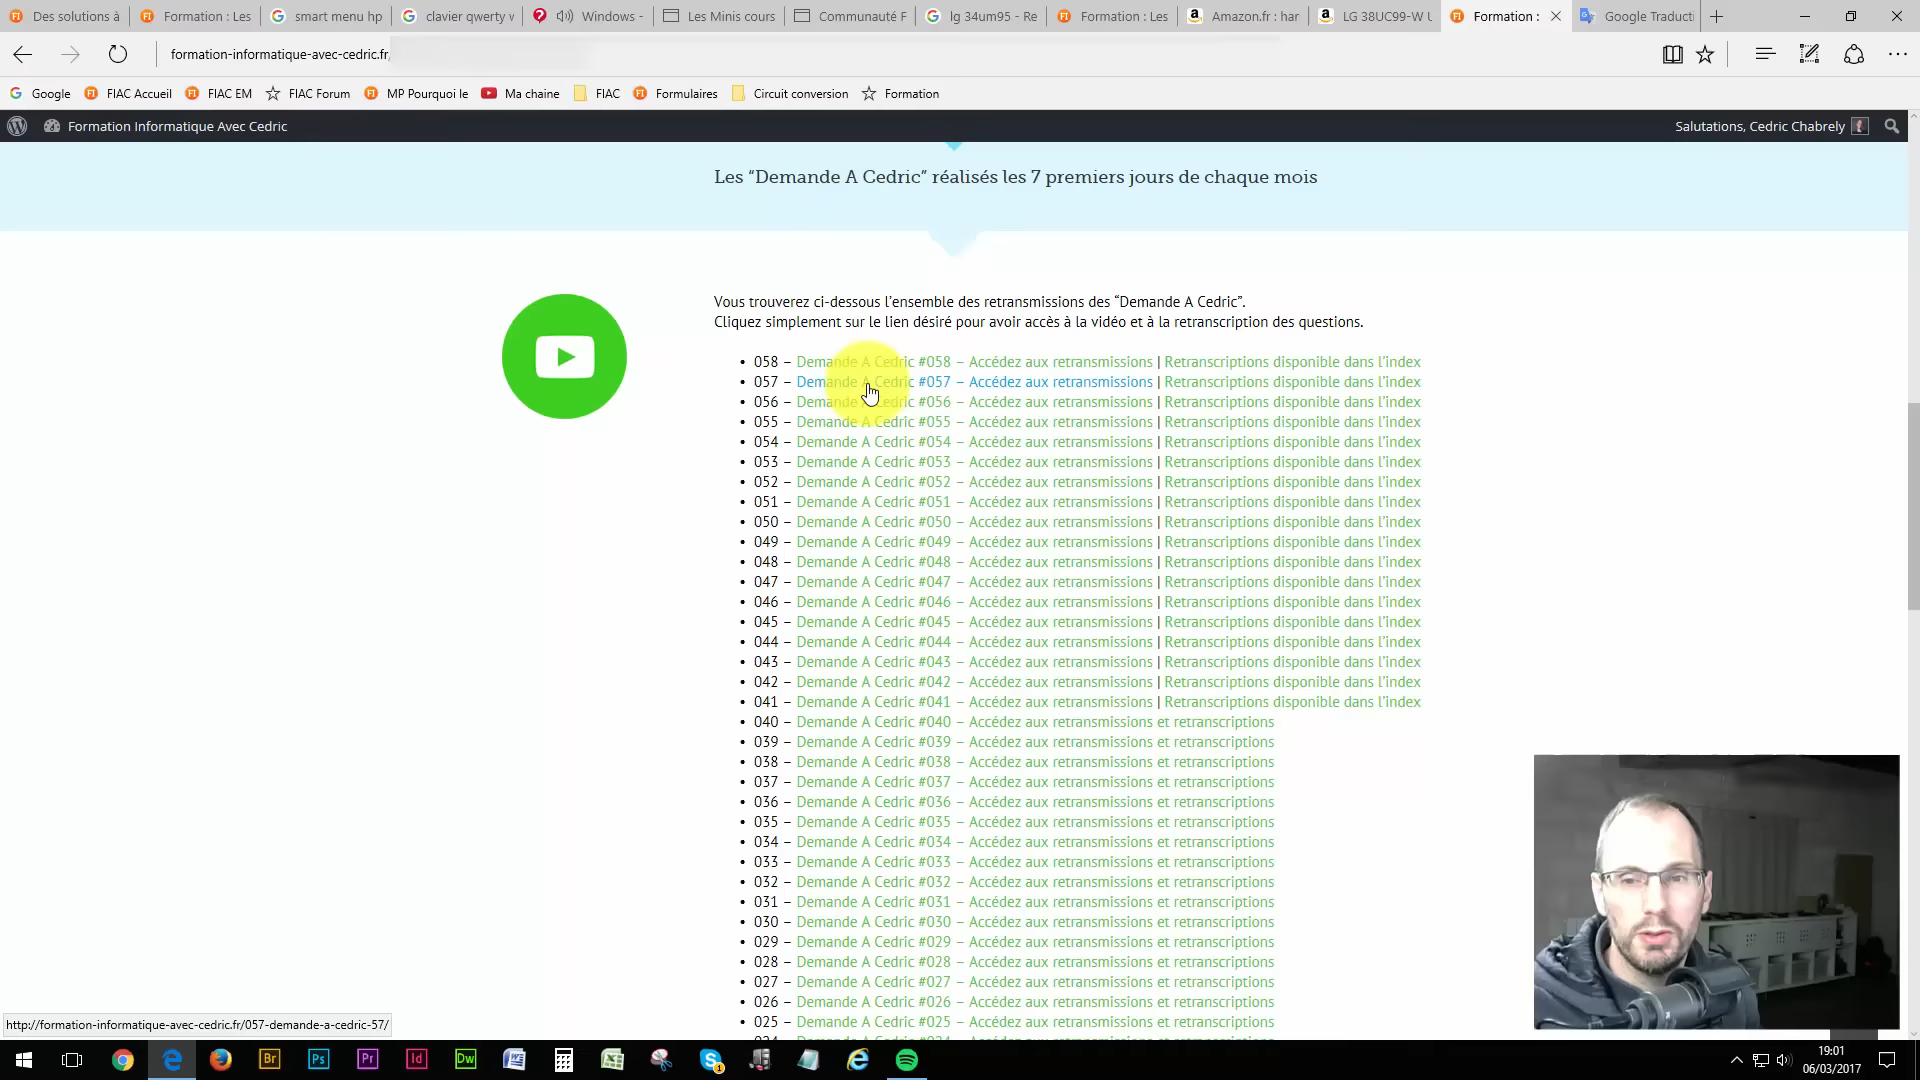 Des solutions à
Formation : Les
smart menu hp
clavier qwerty v
Windows -
Les Minis cours
Communauté F
lg 34um95 - Re
Formation : Les
Amazon.fr : har
LG 38UC99-W U
Formation :
Google Traducti
formation-informatique-avec-cedric.fr/
Google
FIAC Accueil
FIAC EM
FIAC Forum
MP Pourquoi le
Ma chaine
FIAC
Formulaires
Circuit conversion
Formation
Formation Informatique Avec Cedric
Salutations, Cedric Chabrely
Les “Demande A Cedric” réalisés les 7 premiers jours de chaque mois
Vous trouverez ci-dessous l’ensemble des retransmissions des “Demande A Cedric”.
Cliquez simplement sur le lien désiré pour avoir accès à la vidéo et à la retranscription des questions.
• 058 – Demande A Cedric #058 – Accédez aux retransmissions | Retranscriptions disponible dans l’index
• 057 – Demande A Cedric #057 – Accédez aux retransmissions | Retranscriptions disponible dans l’index
• 056 – Demande A Cedric #056 – Accédez aux retransmissions | Retranscriptions disponible dans l’index
• 055 – Demande A Cedric #055 – Accédez aux retransmissions | Retranscriptions disponible dans l’index
• 054 – Demande A Cedric #054 – Accédez aux retransmissions | Retranscriptions disponible dans l’index
• 053 – Demande A Cedric #053 – Accédez aux retransmissions | Retranscriptions disponible dans l’index
• 052 – Demande A Cedric #052 – Accédez aux retransmissions | Retranscriptions disponible dans l’index
• 051 – Demande A Cedric #051 – Accédez aux retransmissions | Retranscriptions disponible dans l’index
• 050 – Demande A Cedric #050 – Accédez aux retransmissions | Retranscriptions disponible dans l’index
• 049 – Demande A Cedric #049 – Accédez aux retransmissions | Retranscriptions disponible dans l’index
• 048 – Demande A Cedric #048 – Accédez aux retransmissions | Retranscriptions disponible dans l’index
• 047 – Demande A Cedric #047 – Accédez aux retransmissions | Retranscriptions disponible dans l’index
• 046 – Demande A Cedric #046 – Accédez aux retransmissions | Retranscriptions disponible dans l’index
• 045 – Demande A Cedric #045 – Accédez aux retransmissions | Retranscriptions disponible dans l’index
• 044 – Demande A Cedric #044 – Accédez aux retransmissions | Retranscriptions disponible dans l’index
• 043 – Demande A Cedric #043 – Accédez aux retransmissions | Retranscriptions disponible dans l’index
• 042 – Demande A Cedric #042 – Accédez aux retransmissions | Retranscriptions disponible dans l’index
• 041 – Demande A Cedric #041 – Accédez aux retransmissions | Retranscriptions disponible dans l’index
• 040 – Demande A Cedric #040 – Accédez aux retransmissions et retranscriptions
• 039 – Demande A Cedric #039 – Accédez aux retransmissions et retranscriptions
• 038 – Demande A Cedric #038 – Accédez aux retransmissions et retranscriptions
• 037 – Demande A Cedric #037 – Accédez aux retransmissions et retranscriptions
• 036 – Demande A Cedric #036 – Accédez aux retransmissions et retranscriptions
• 035 – Demande A Cedric #035 – Accédez aux retransmissions et retranscriptions
• 034 – Demande A Cedric #034 – Accédez aux retransmissions et retranscriptions
• 033 – Demande A Cedric #033 – Accédez aux retransmissions et retranscriptions
• 032 – Demande A Cedric #032 – Accédez aux retransmissions et retranscriptions
• 031 – Demande A Cedric #031 – Accédez aux retransmissions et retranscriptions
• 030 – Demande A Cedric #030 – Accédez aux retransmissions et retranscriptions
• 029 – Demande A Cedric #029 – Accédez aux retransmissions et retranscriptions
• 028 – Demande A Cedric #028 – Accédez aux retransmissions et retranscriptions
• 027 – Demande A Cedric #027 – Accédez aux retransmissions et retranscriptions
• 026 – Demande A Cedric #026 – Accédez aux retransmissions et retranscriptions
• 025 – Demande A Cedric #025 – Accédez aux retransmissions et retranscriptions
http://formation-informatique-avec-cedric.fr/057-demande-a-cedric-57/
Br
Ps
Pr
Id
Dw
19:01
06/03/2017